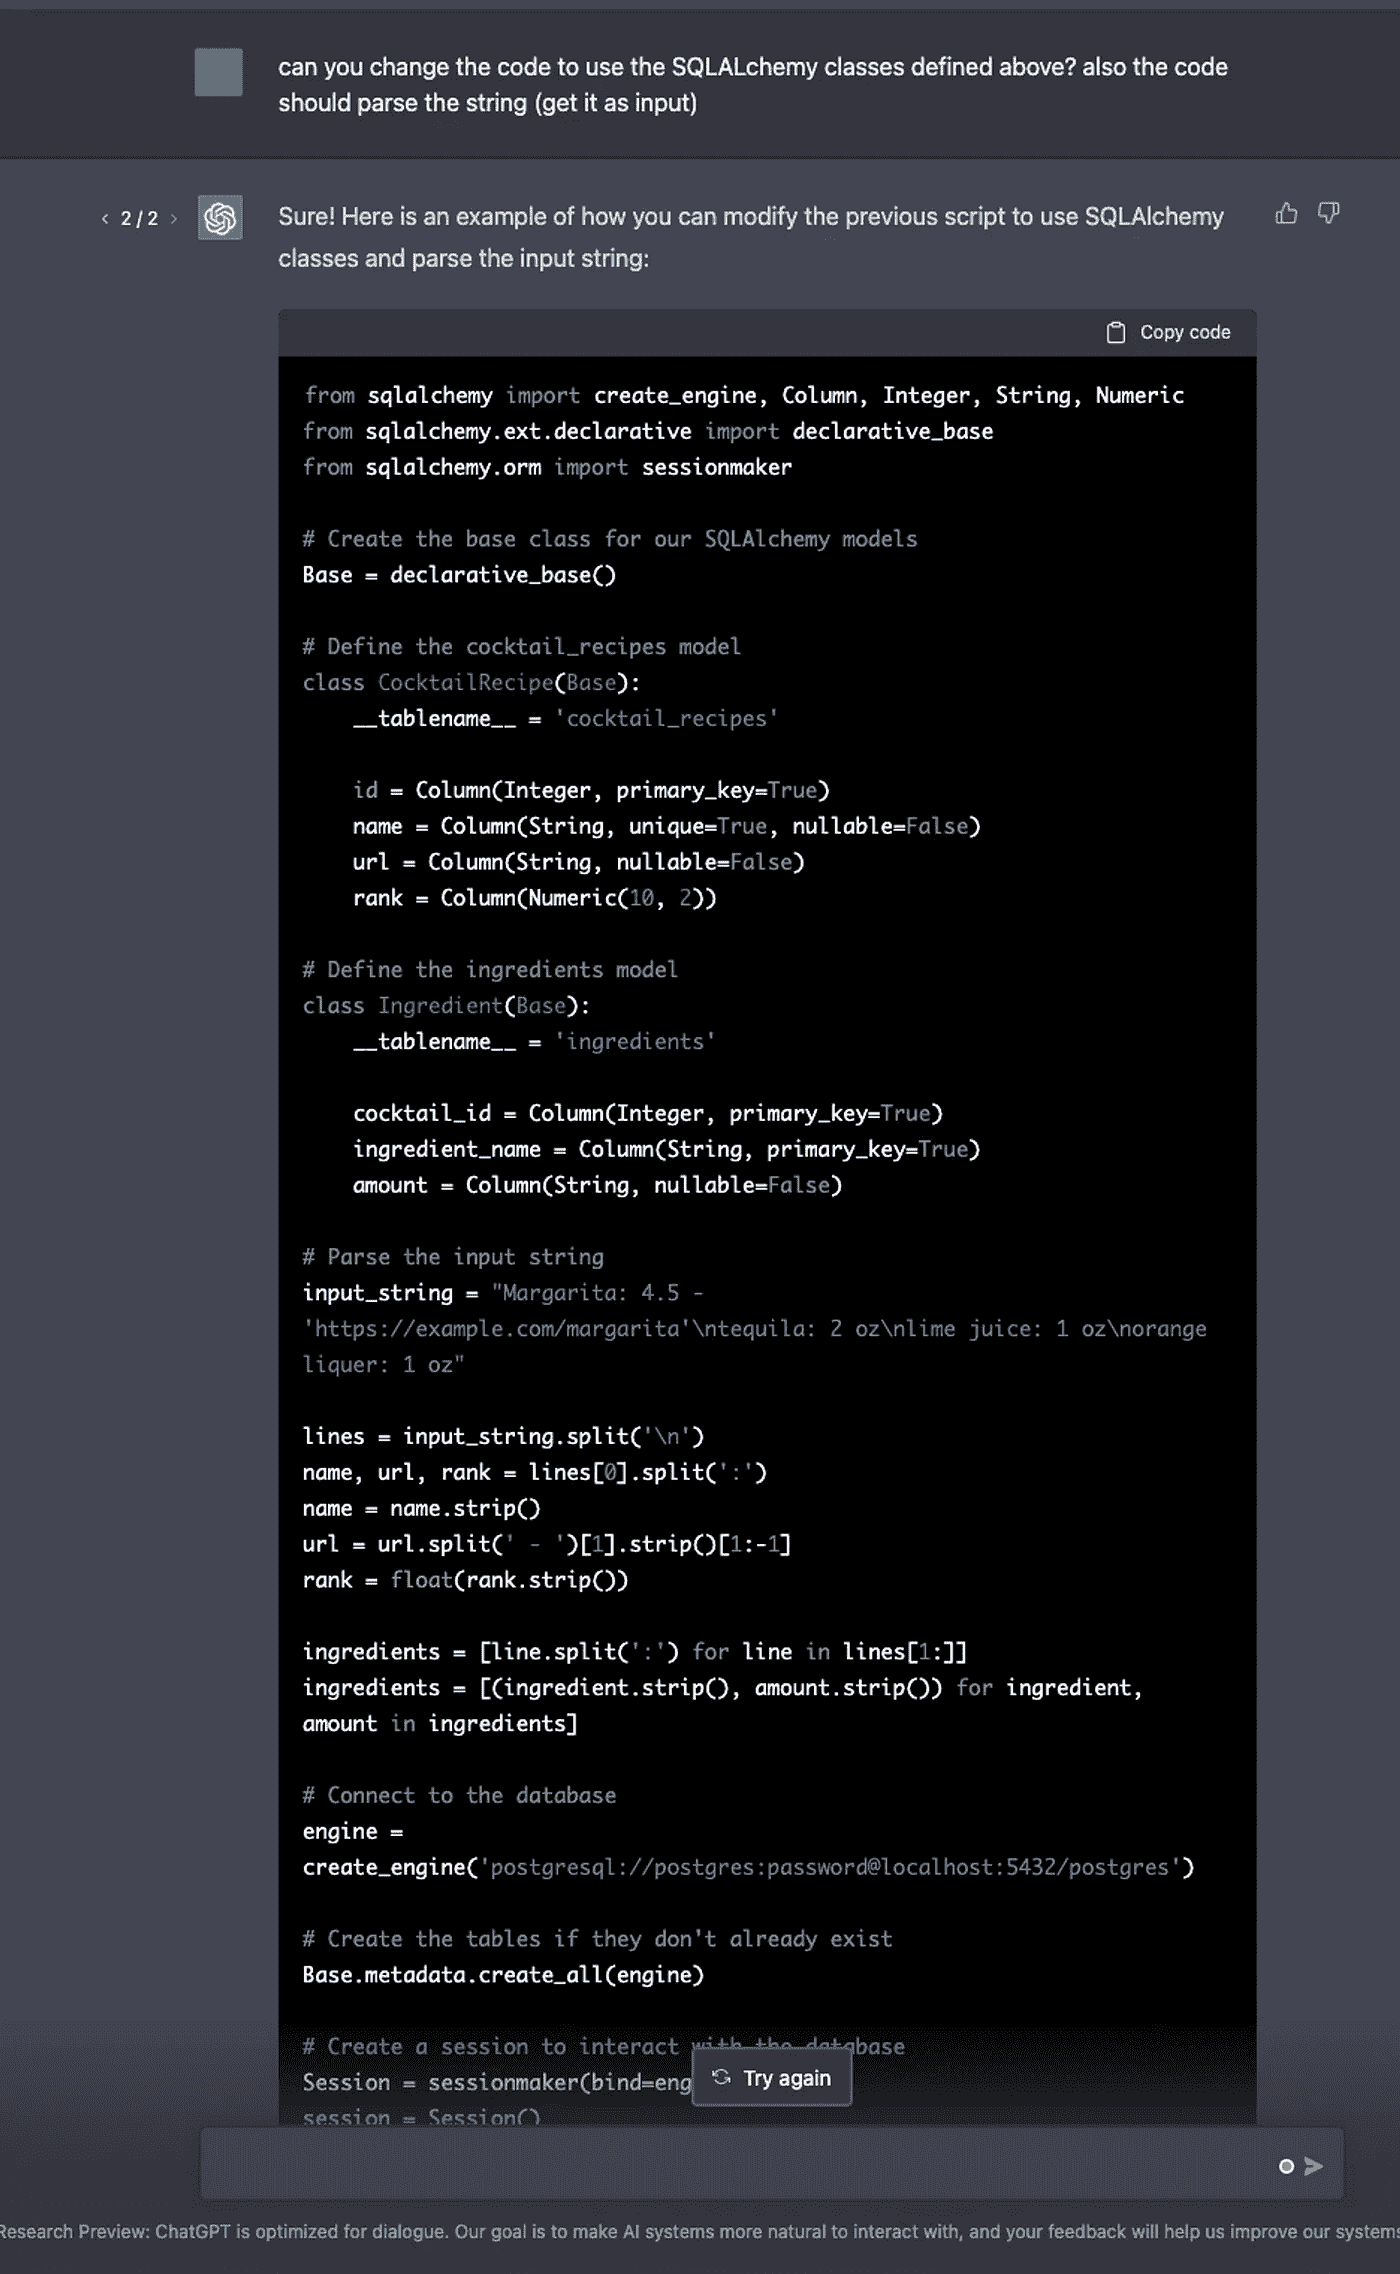 can you change the code to use the SQLALchemy classes defined above? also the code
should parse the string (get it as input)
< 2 / 2 >
Sure! Here is an example of how you can modify the previous script to use SQLAlchemy
classes and parse the input string:
Copy code
from sqlalchemy import create_engine, Column, Integer, String, Numeric
from sqlalchemy.ext.declarative import declarative_base
from sqlalchemy.orm import sessionmaker
# Create the base class for our SQLAlchemy models
Base = declarative_base()
# Define the cocktail_recipes model
class CocktailRecipe(Base):
    __tablename__ = 'cocktail_recipes'
    id = Column(Integer, primary_key=True)
    name = Column(String, unique=True, nullable=False)
    url = Column(String, nullable=False)
    rank = Column(Numeric(10, 2))
# Define the ingredients model
class Ingredient(Base):
    __tablename__ = 'ingredients'
    cocktail_id = Column(Integer, primary_key=True)
    ingredient_name = Column(String, primary_key=True)
    amount = Column(String, nullable=False)
# Parse the input string
input_string = "Margarita: 4.5 -
'https://example.com/margarita'\ntequila: 2 oz\nlime juice: 1 oz\norange
liquer: 1 oz"
lines = input_string.split('\n')
name, url, rank = lines[0].split(':')
name = name.strip()
url = url.split(' - ')[1].strip()[1:-1]
rank = float(rank.strip())
ingredients = [line.split(':') for line in lines[1:]]
ingredients = [(ingredient.strip(), amount.strip()) for ingredient,
amount in ingredients]
# Connect to the database
engine =
create_engine('postgresql://postgres:password@localhost:5432/postgres')
# Create the tables if they don't already exist
Base.metadata.create_all(engine)
# Create a session to interact with the database
Session = sessionmaker(bind=eng
Try again
session = Session()
Research Preview: ChatGPT is optimized for dialogue. Our goal is to make AI systems more natural to interact with, and your feedback will help us improve our systems